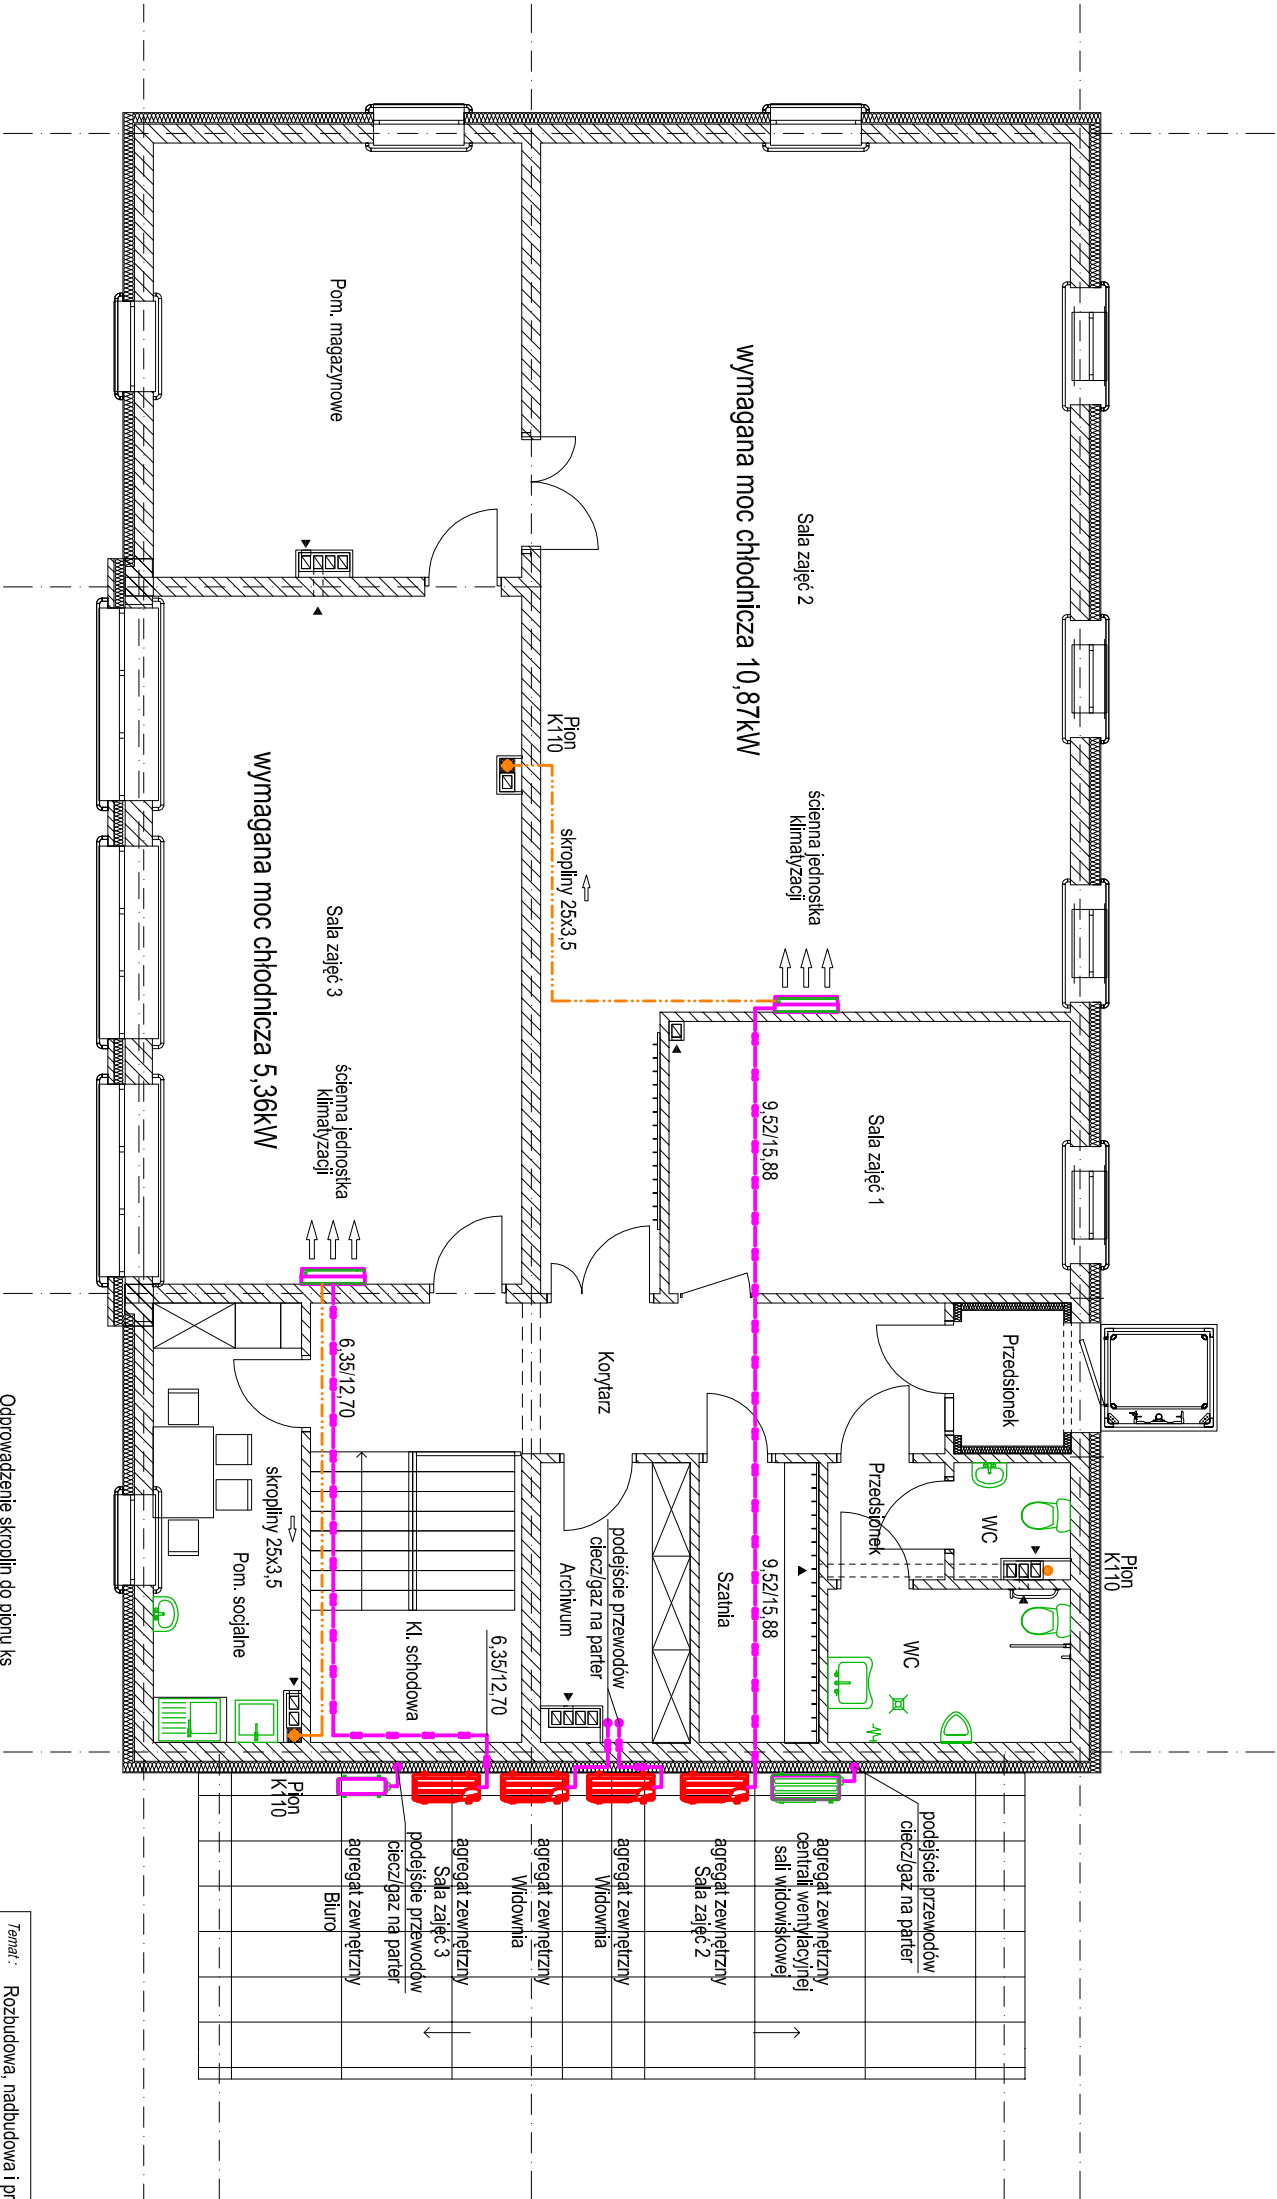 Pom. magazynowe
Sala zajęć 2
wymagana moc chłodnicza 10,87kW
Pion
K110
skropliny 25x3,5
ścienna jednostka
klimatyzacji
Sala zajęć 3
wymagana moc chłodnicza 5,36kW
ścienna jednostka
klimatyzacji
Sala zajęć 1
9,52/15,88
Przedsionek
Korytarz
6,35/12,70
Przedsionek
WC
Pion
K110
WC
Szatnia
9,52/15,88
podejście przewodów
ciecz/gaz na parter
Archiwum
Kl. schodowa
6,35/12,70
skropliny 25x3,5
Pom. socjalne
Pion
K110
podejście przewodów
ciecz/gaz na parter
agregat zewnętrzny
centrali wentylacyjnej
sali widowiskowej
agregat zewnętrzny
Sala zajęć 2
agregat zewnętrzny
Widownia
agregat zewnętrzny
Widownia
agregat zewnętrzny
Sala zajęć 3
podejście przewodów
ciecz/gaz na parter
agregat zewnętrzny
Biuro
Odprowadzenie skroplin do pionu ks
Temat: Rozbudowa, nadbudowa i pr